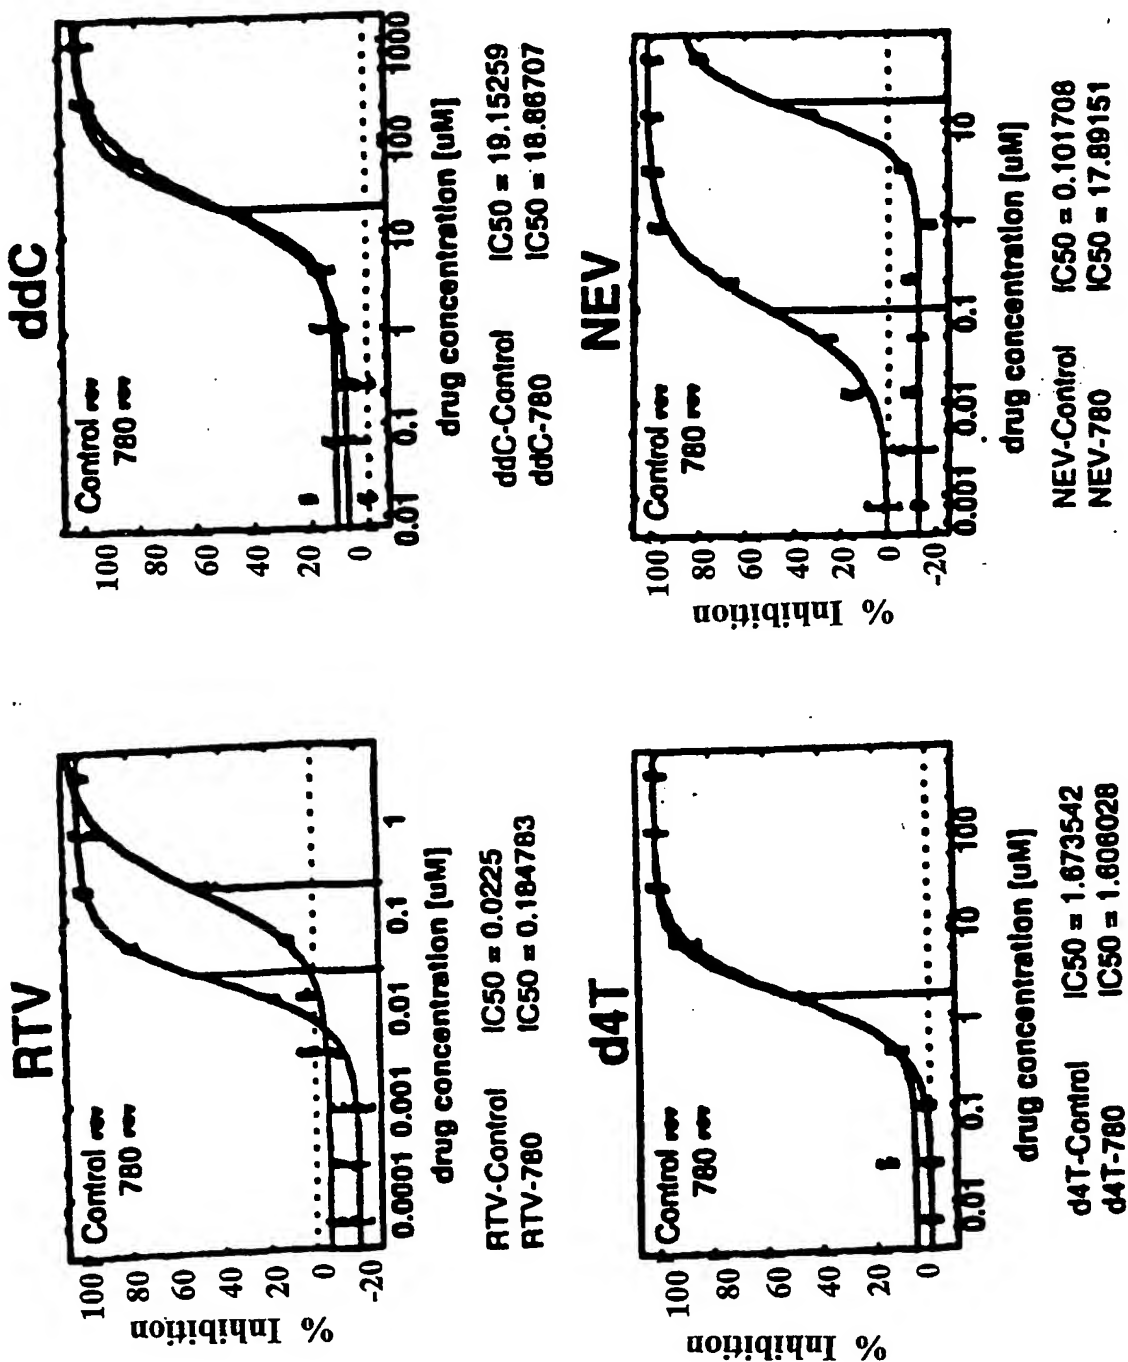 RTV
Control
780
% Inhibition
100
80
60
40
20
0
-20
0.0001 0.001 0.01 0.1 1
drug concentration [uM]
RTV-Control IC50 = 0.0225
RTV-780 IC50 = 0.184783
ddC
Control
780
100
80
60
40
20
0
0.01 0.1 1 10 100 1000
drug concentration [uM]
ddC-Control IC50 = 19.15259
ddC-780 IC50 = 18.86707
d4T
Control
780
% Inhibition
100
80
60
40
20
0
0.01 0.1 1 10 100
drug concentration [uM]
d4T-Control IC50 = 1.673542
d4T-780 IC50 = 1.606028
NEV
Control
780
% Inhibition
100
80
60
40
20
0
-20
0.001 0.01 0.1 1 10
drug concentration [uM]
NEV-Control IC50 = 0.101708
NEV-780 IC50 = 17.89151